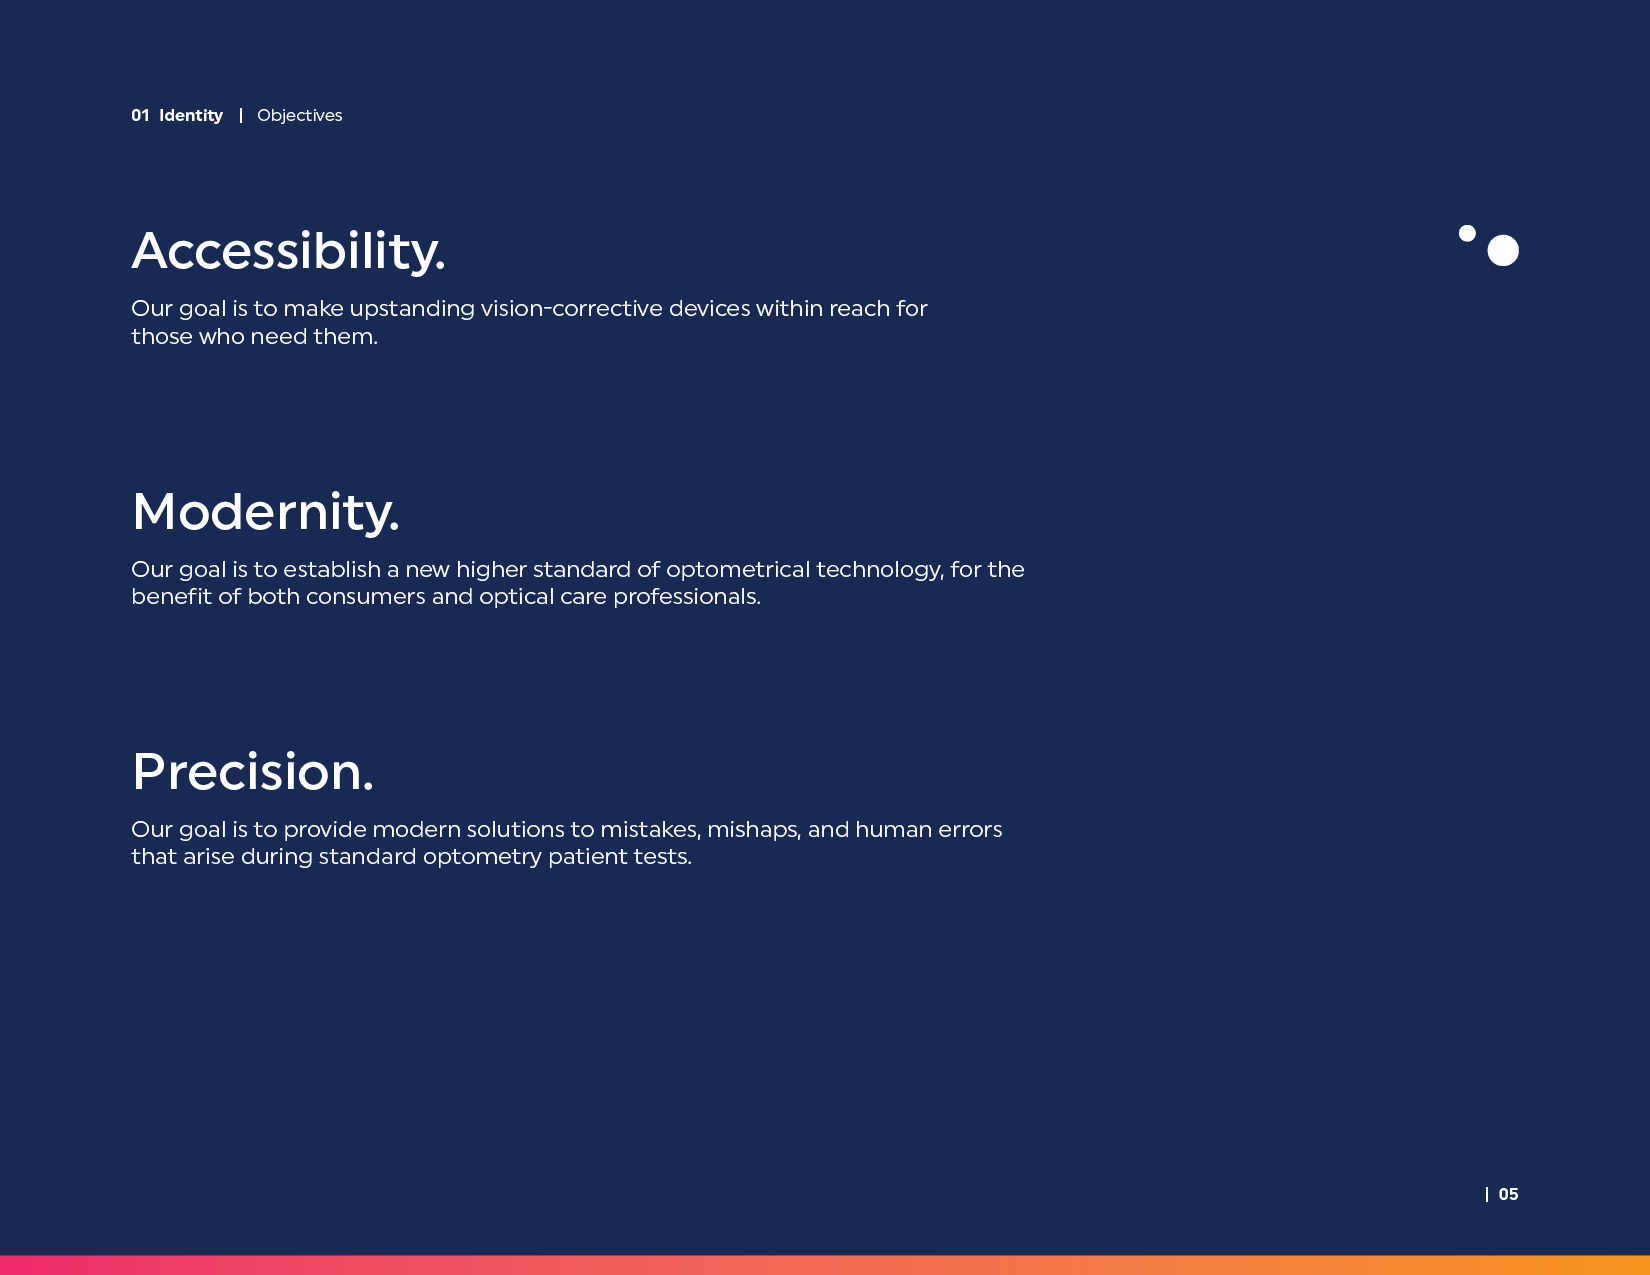 01 Identity | Objectives
Accessibility.
Our goal is to make upstanding vision-corrective devices within reach for
those who need them.
Modernity.
Our goal is to establish a new higher standard of optometrical technology, for the
benefit of both consumers and optical care professionals.
Precision.
Our goal is to provide modern solutions to mistakes, mishaps, and human errors
that arise during standard optometry patient tests.
| 05